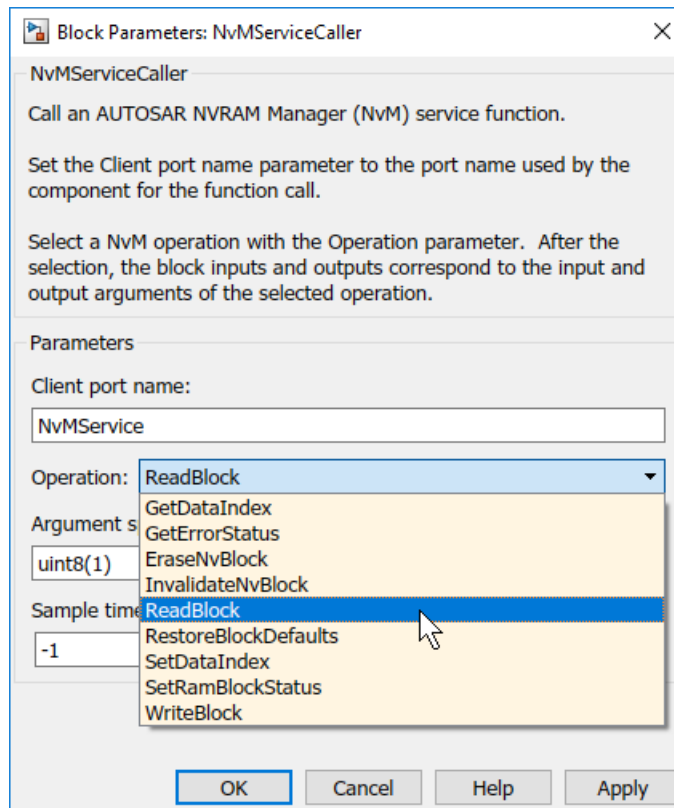 Block Parameters: NvMServiceCaller
NvMServiceCaller
Call an AUTOSAR NVRAM Manager (NvM) service function.
Set the Client port name parameter to the port name used by the
component for the function call.
Select a NvM operation with the Operation parameter.  After the
selection, the block inputs and outputs correspond to the input and
output arguments of the selected operation.
Parameters
Client port name:
NvMService
Operation: ReadBlock
GetDataIndex
Argument s
GetErrorStatus
uint8(1)
EraseNvBlock
InvalidateNvBlock
Sample time
ReadBlock
RestoreBlockDefaults
-1
SetDataIndex
SetRamBlockStatus
WriteBlock
OK Cancel Help Apply